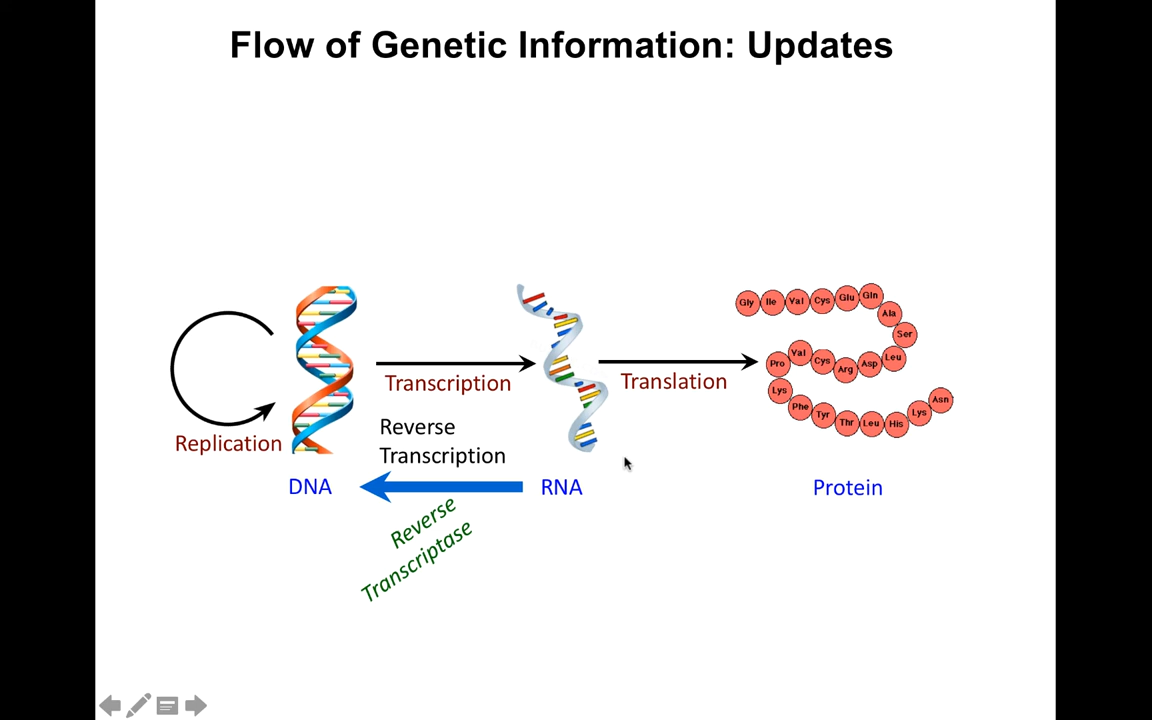 Flow of Genetic Information: Updates
Gly Ile Val Cys Glu Gln
Ala
Ser
Leu
Asp
Arg
Cys
Val
Pro
Lys
Phe
Tyr
Thr
Leu
His
Lys
Asn
Transcription
Translation
Replication
Reverse
Transcription
DNA
RNA
Protein
Reverse
Transcriptase